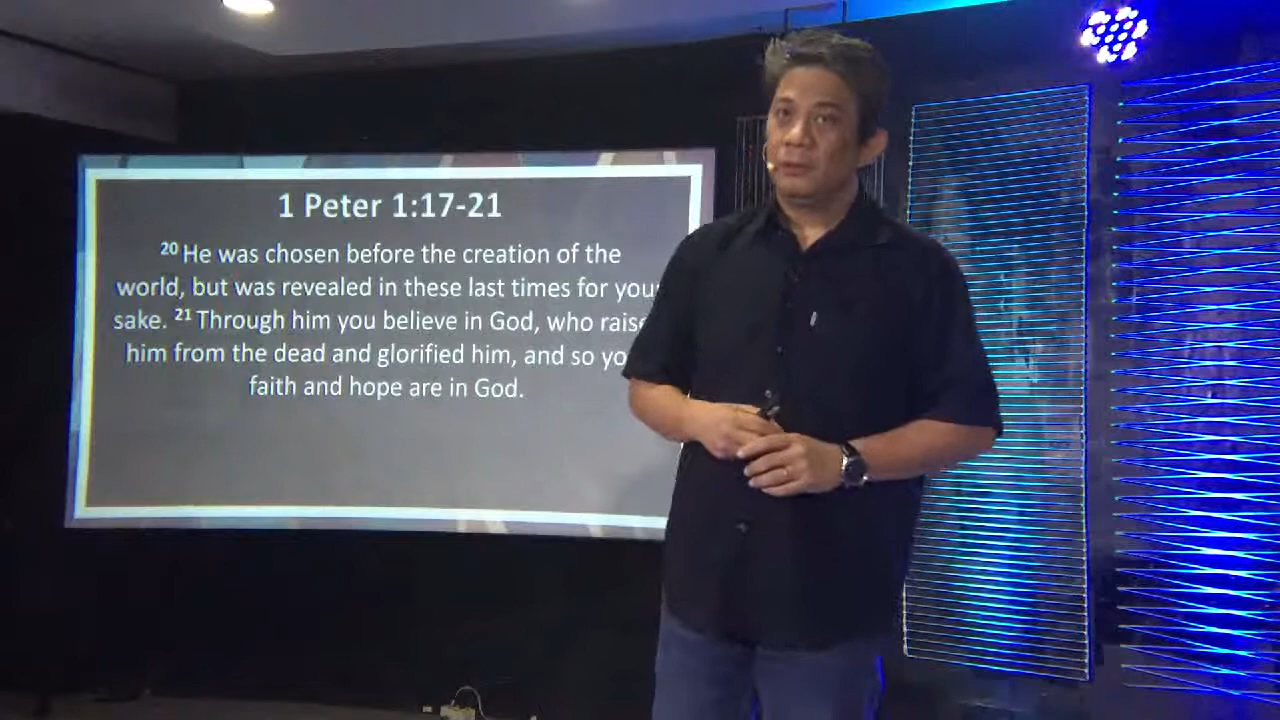 1 Peter 1:17-21
20 He was chosen before the creation of the
world, but was revealed in these last times for your
sake. 21 Through him you believe in God, who raise
him from the dead and glorified him, and so yo
faith and hope are in God.